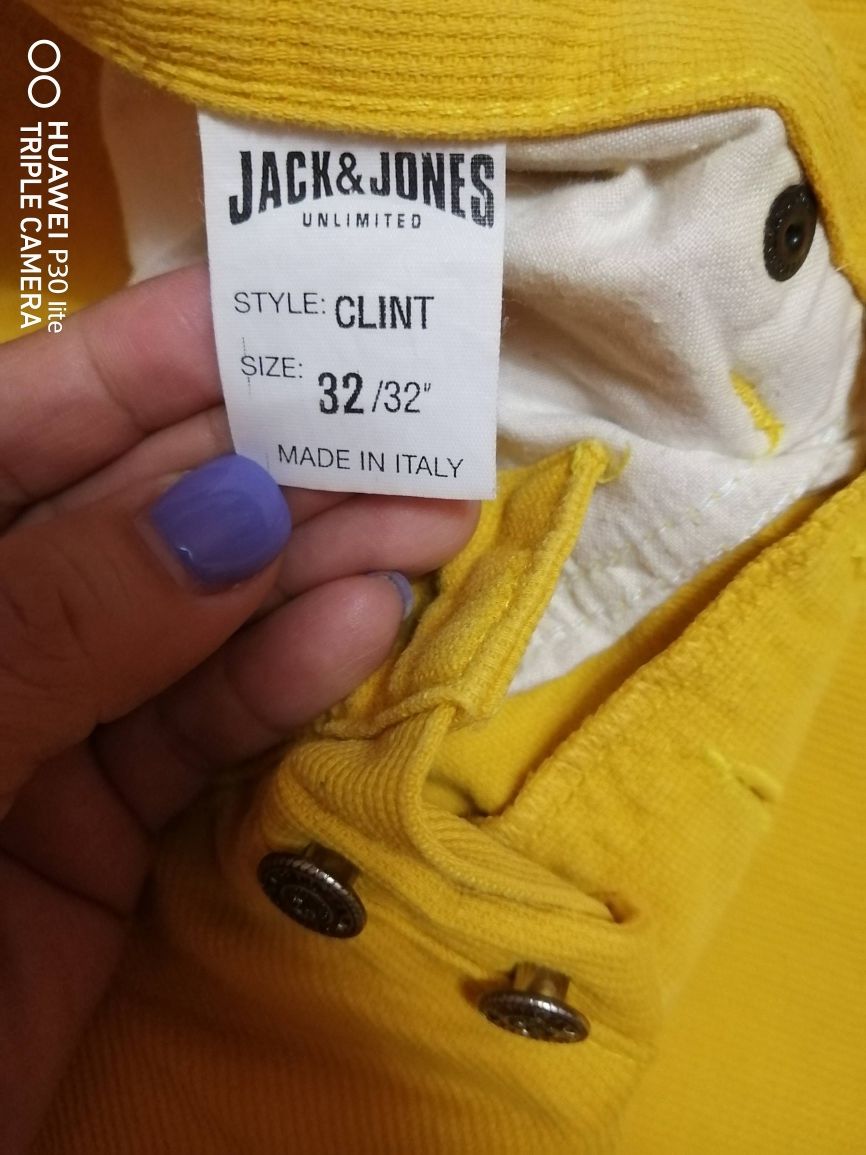 JACK&JONES
UNLIMITED
STYLE: CLINT
SIZE: 32/32"
MADE IN ITALY
HUAWEI P30 lite
TRIPLE CAMERA